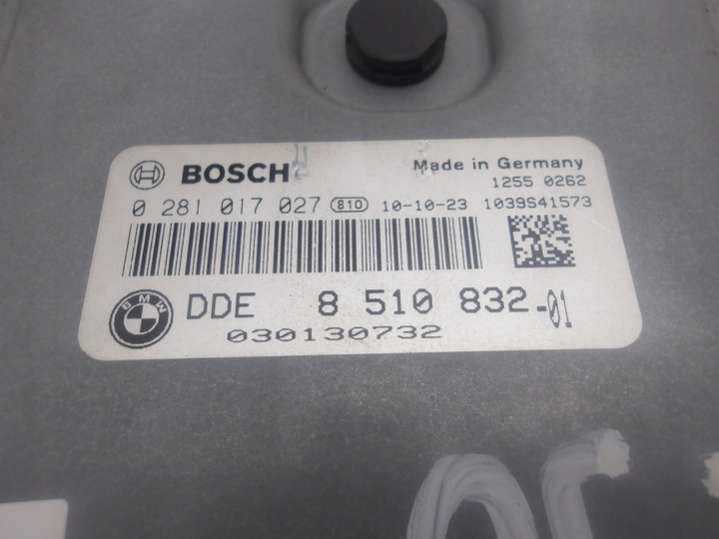 BOSCH Made in Germany
1255 0262
0 281 017 027 810 10-10-23 1039S41573
BMW DDE 8 510 832-01
030130732